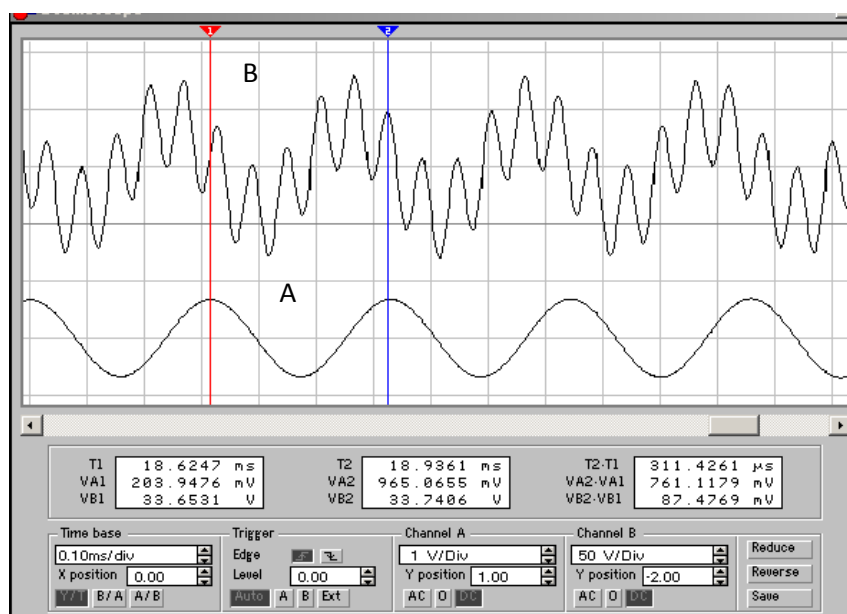 1 2
B
A
T1 18.6247 ms T2 18.9361 ms T2-T1 311.4261 µs
VA1 203.9476 mV VA2 965.0655 mV VA2-VA1 761.1179 mV
VB1 33.6531 V VB2 33.7406 V VB2-VB1 87.4769 mV
Time base Trigger Channel A Channel B
0.10ms/div Edge 1 V/Div 50 V/Div Reduce
X position 0.00 Level 0.00 Y position 1.00 Y position -2.00 Reverse
Y/T B/A A/B Auto A B Ext AC 0 DC AC 0 DC Save